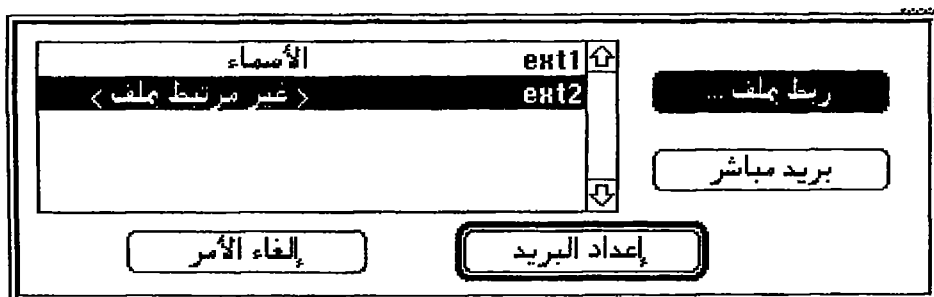 ext1 الأسماء
ext2 < غير مرتبط بملف >
ربط بملف ...
بريد مباشر
إعداد البريد
إلغاء الأمر